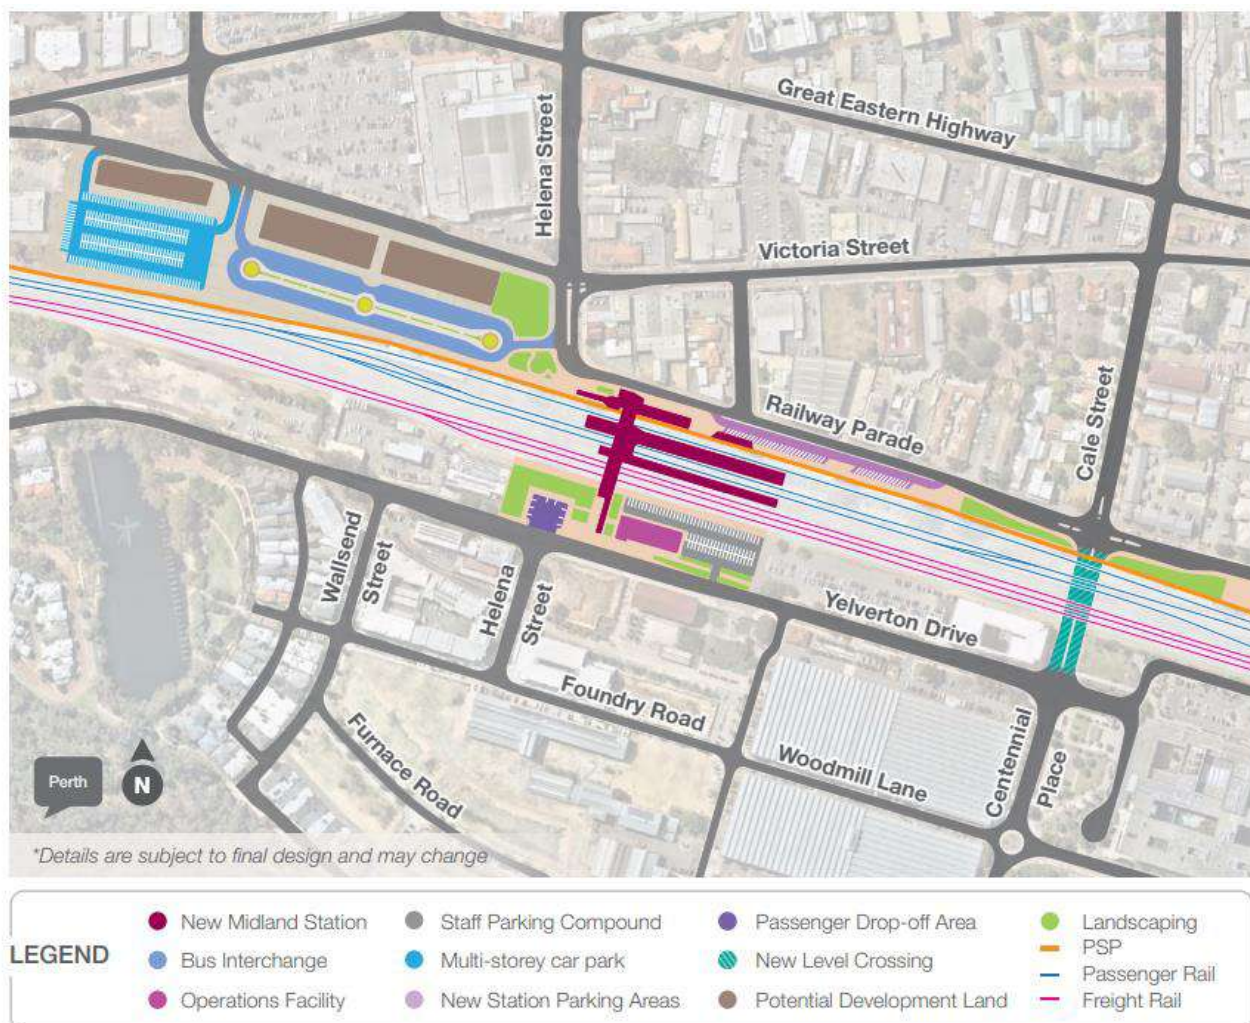 Great Eastern Highway
Helena Street
Victoria Street
Railway Parade
Cale Street
Wallsend
Street
Helena
Street
Yelverton Drive
Foundry Road
Furnace Road
Woodmill Lane
Centennial
Place
Perth
N
*Details are subject to final design and may change
LEGEND
New Midland Station
Bus Interchange
Operations Facility
Staff Parking Compound
Multi-storey car park
New Station Parking Areas
Passenger Drop-off Area
New Level Crossing
Potential Development Land
Landscaping
PSP
Passenger Rail
Freight Rail